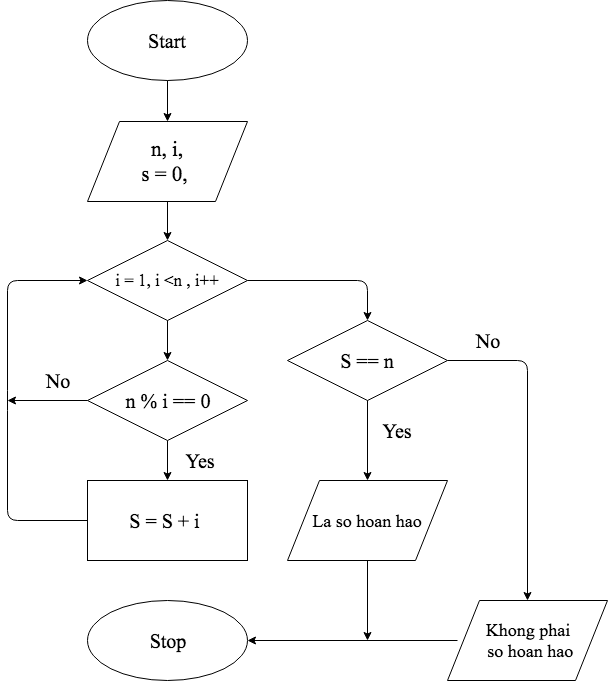 Start
n, i,
s = 0,
i = 1, i <n , i++
S == n
No
No
n % i == 0
Yes
Yes
S = S + i
La so hoan hao
Khong phai
so hoan hao
Stop